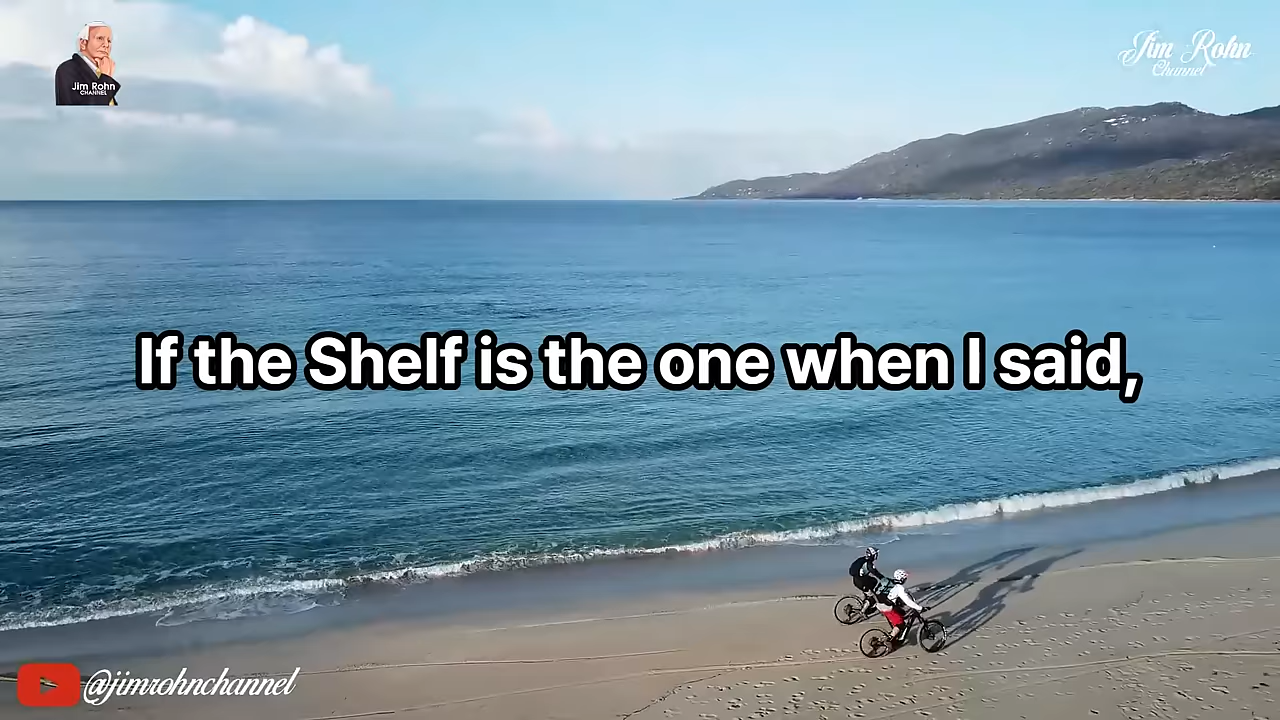 Jim Rohn
CHANNEL
Jim Rohn
Channel
If the Shelf is the one when I said,
@jimrohnchannel